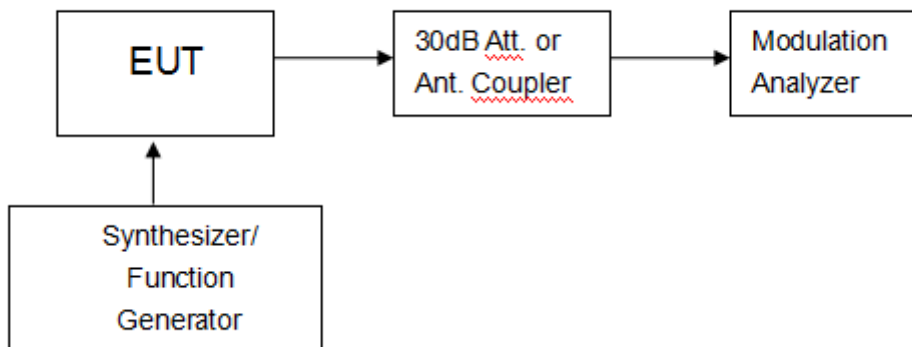 EUT
30dB Att. or
Ant. Coupler
Modulation
Analyzer
Synthesizer/
Function
Generator